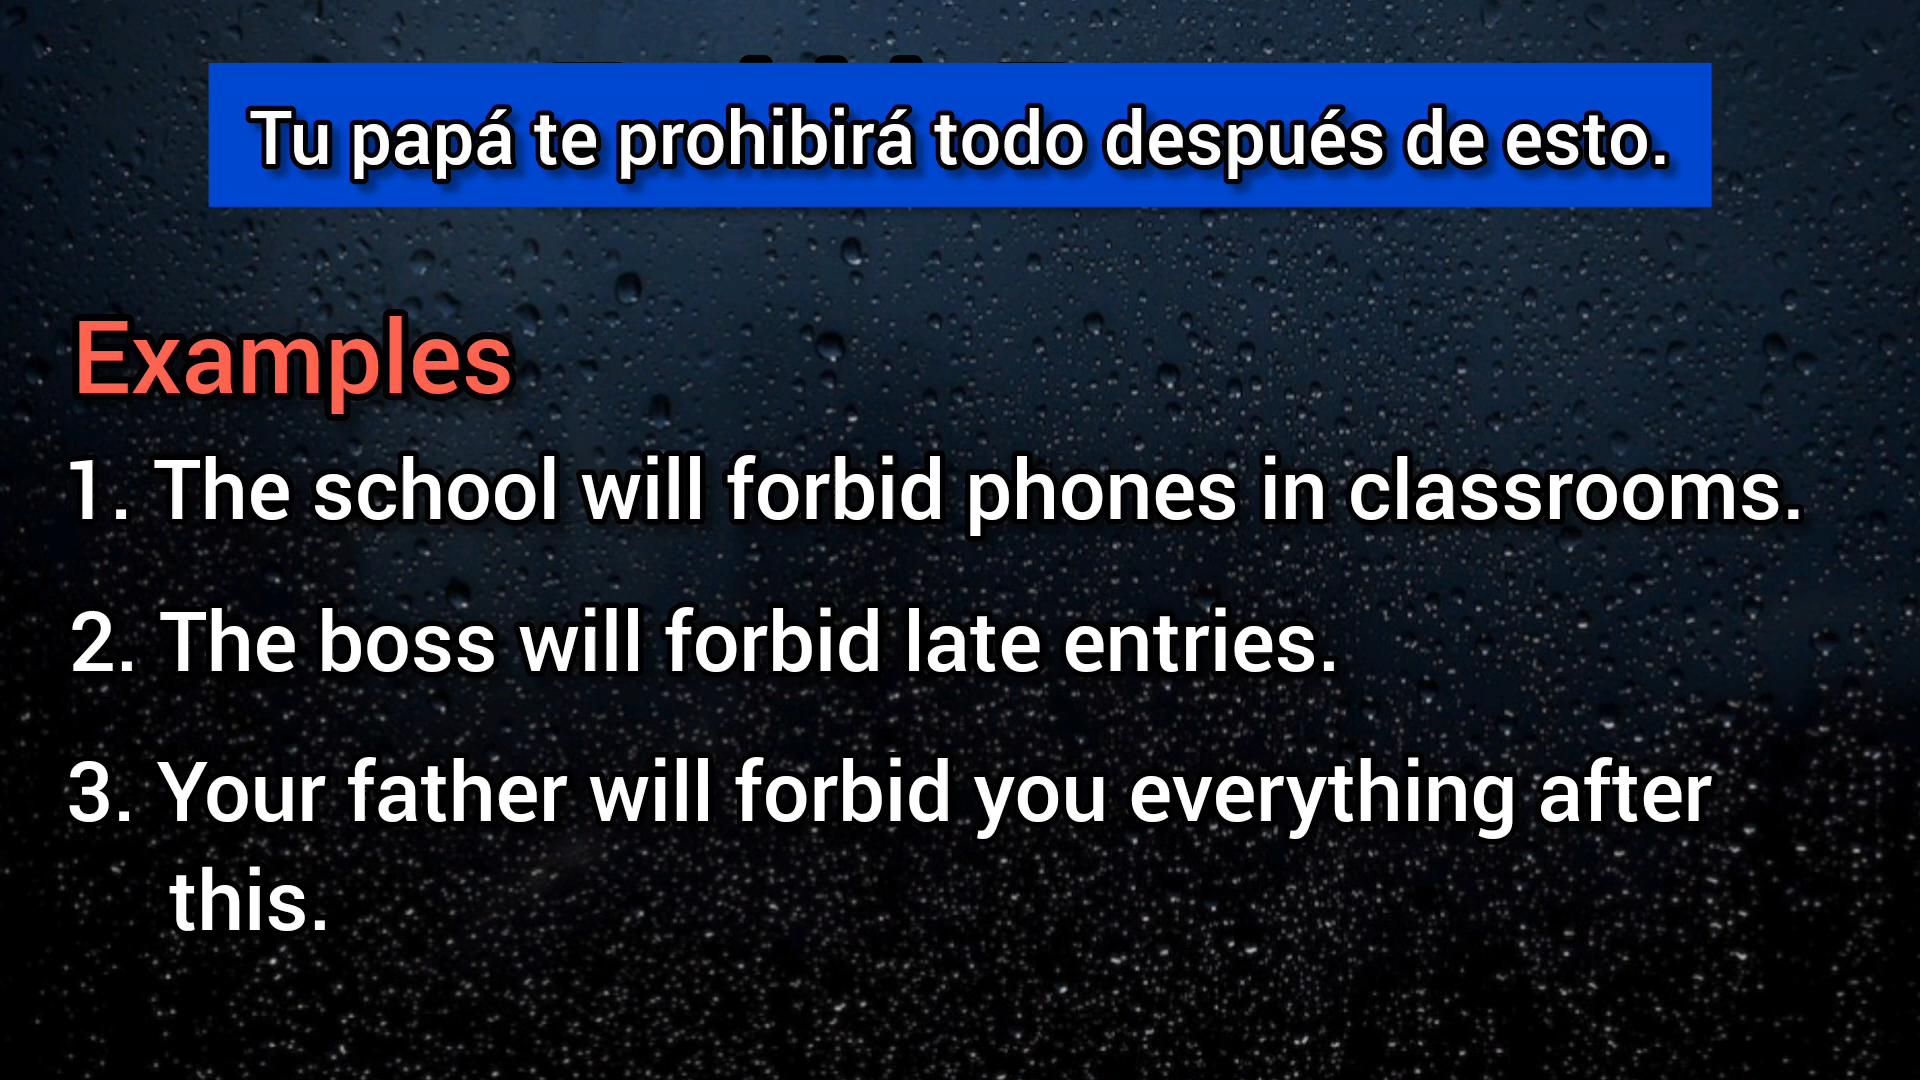 Tu papá te prohibirá todo después de esto.
Examples
1. The school will forbid phones in classrooms.
2. The boss will forbid late entries.
3. Your father will forbid you everything after
this.